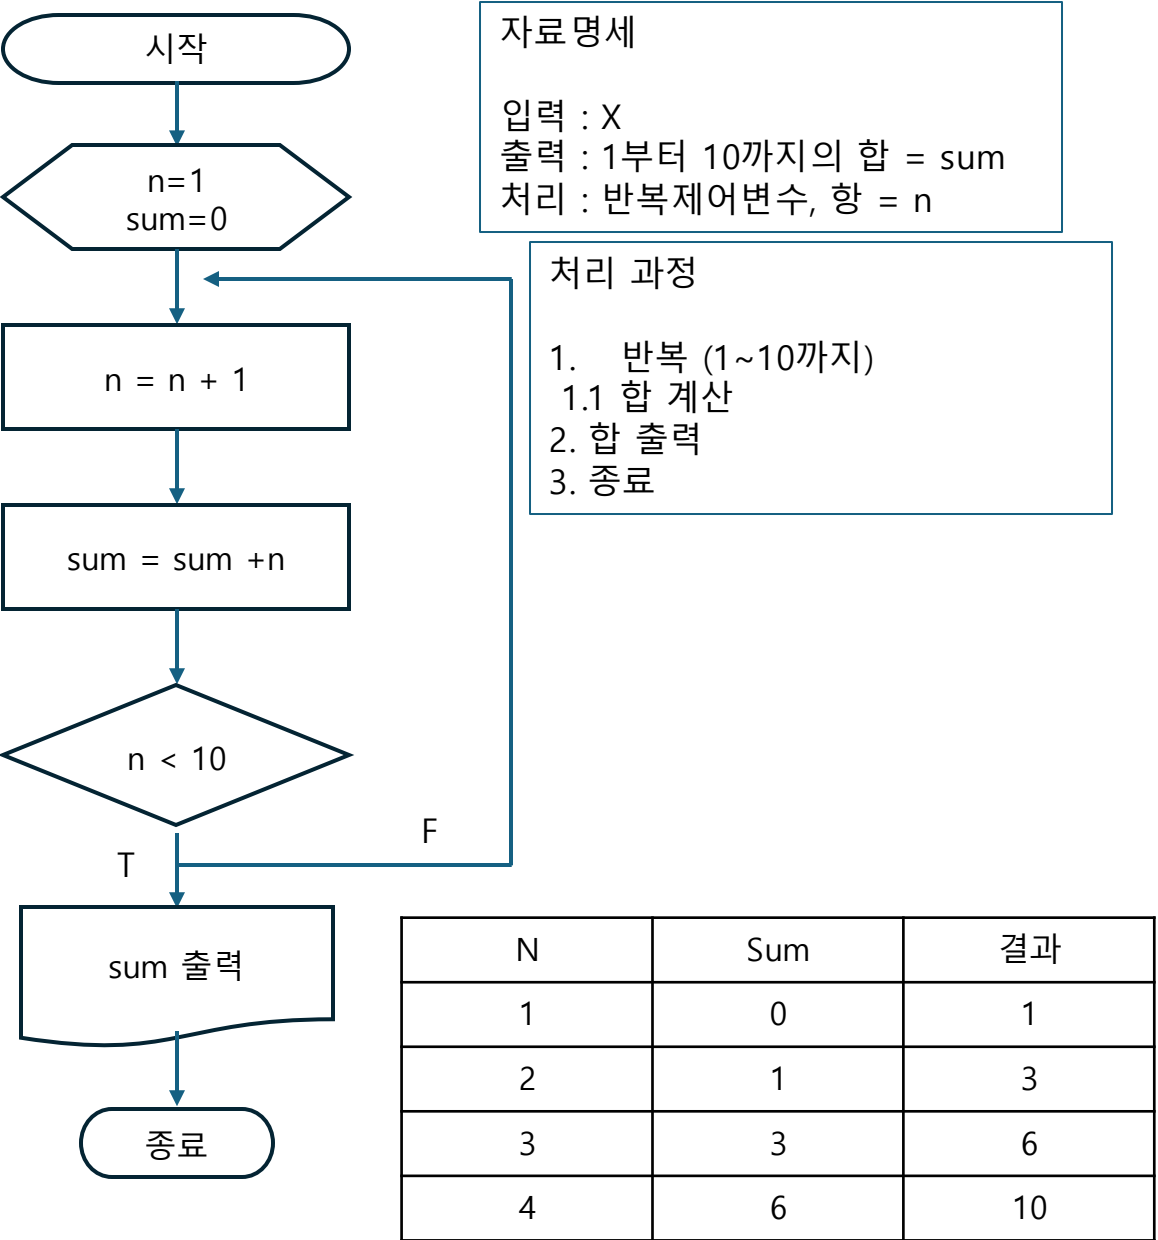 시작
n=1
sum=0
n = n + 1
sum = sum +n
n < 10
F
T
sum 출력
종료
자료명세
입력 : X
출력 : 1부터 10까지의 합 = sum
처리 : 반복제어변수, 항 = n
처리 과정
1. 반복 (1~10까지)
1.1 합 계산
2. 합 출력
3. 종료
N Sum 결과
1 0 1
2 1 3
3 3 6
4 6 10